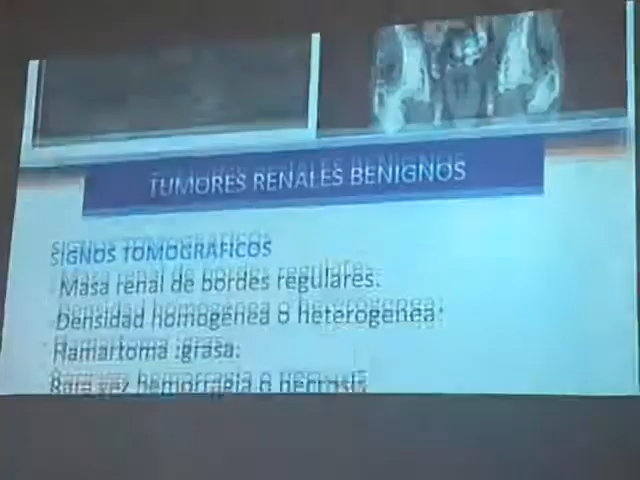 TUMORES RENALES BENIGNOS
SIGNOS TOMOGRAFICOS
Masa renal de bordes regulares.
Densidad homogenea o heterogenea.
Hamartoma :grasa.
Rara vez hemorragia o necrosis